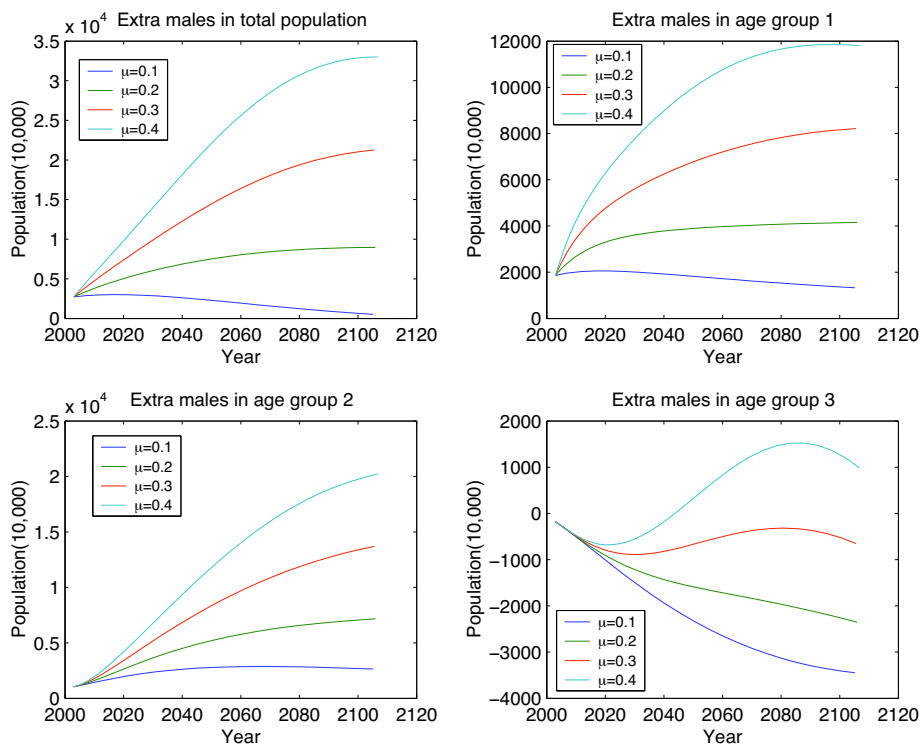 Extra males in total population
x 10^4
3.5
3
2.5
2
1.5
1
0.5
0
Population(10,000)
μ=0.1
μ=0.2
μ=0.3
μ=0.4
2000 2020 2040 2060 2080 2100 2120
Year
Extra males in age group 1
12000
10000
8000
6000
4000
2000
0
Population(10,000)
μ=0.1
μ=0.2
μ=0.3
μ=0.4
2000 2020 2040 2060 2080 2100 2120
Year
Extra males in age group 2
x 10^4
2.5
2
1.5
1
0.5
0
Population(10,000)
μ=0.1
μ=0.2
μ=0.3
μ=0.4
2000 2020 2040 2060 2080 2100 2120
Year
Extra males in age group 3
2000
1000
0
−1000
−2000
−3000
−4000
Population(10,000)
μ=0.1
μ=0.2
μ=0.3
μ=0.4
2000 2020 2040 2060 2080 2100 2120
Year